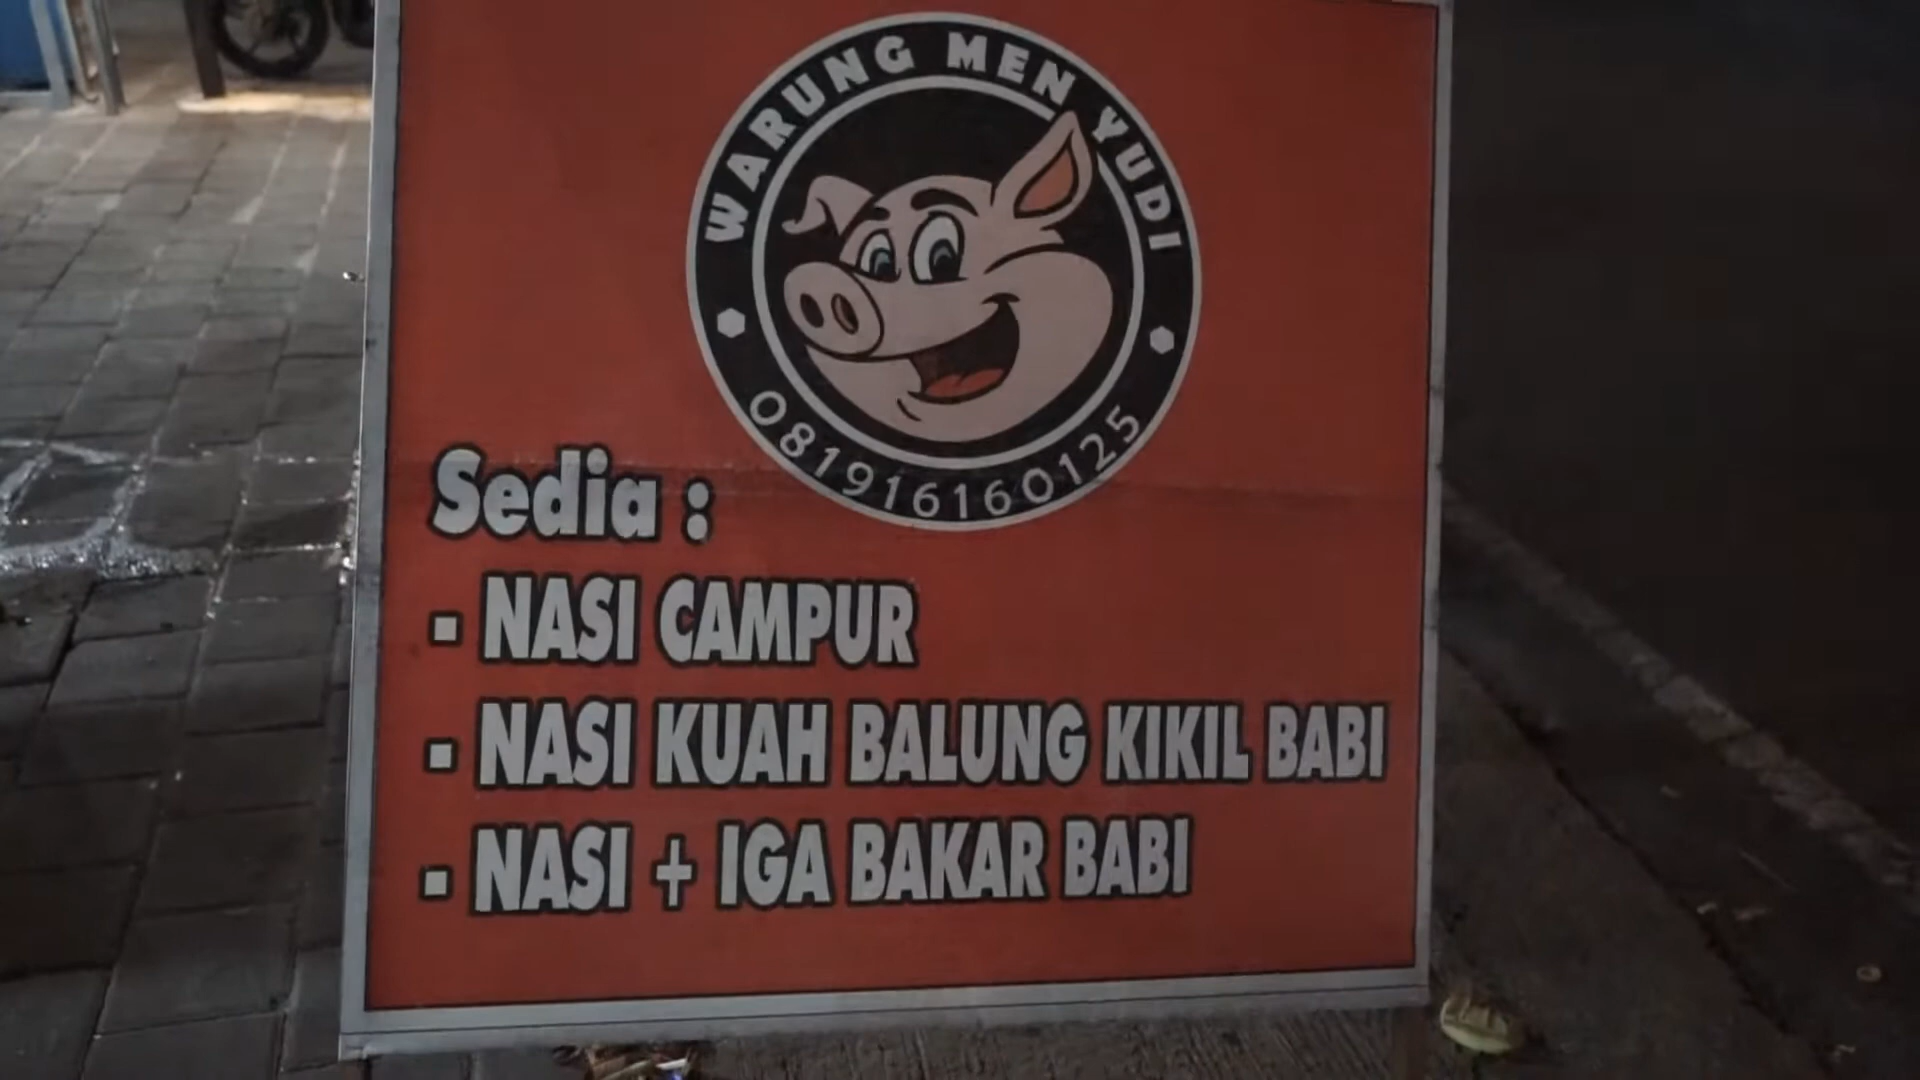 WARUNG MEN YUDI
081916160125
Sedia :
- NASI CAMPUR
- NASI KUAH BALUNG KIKIL BABI
- NASI + IGA BAKAR BABI